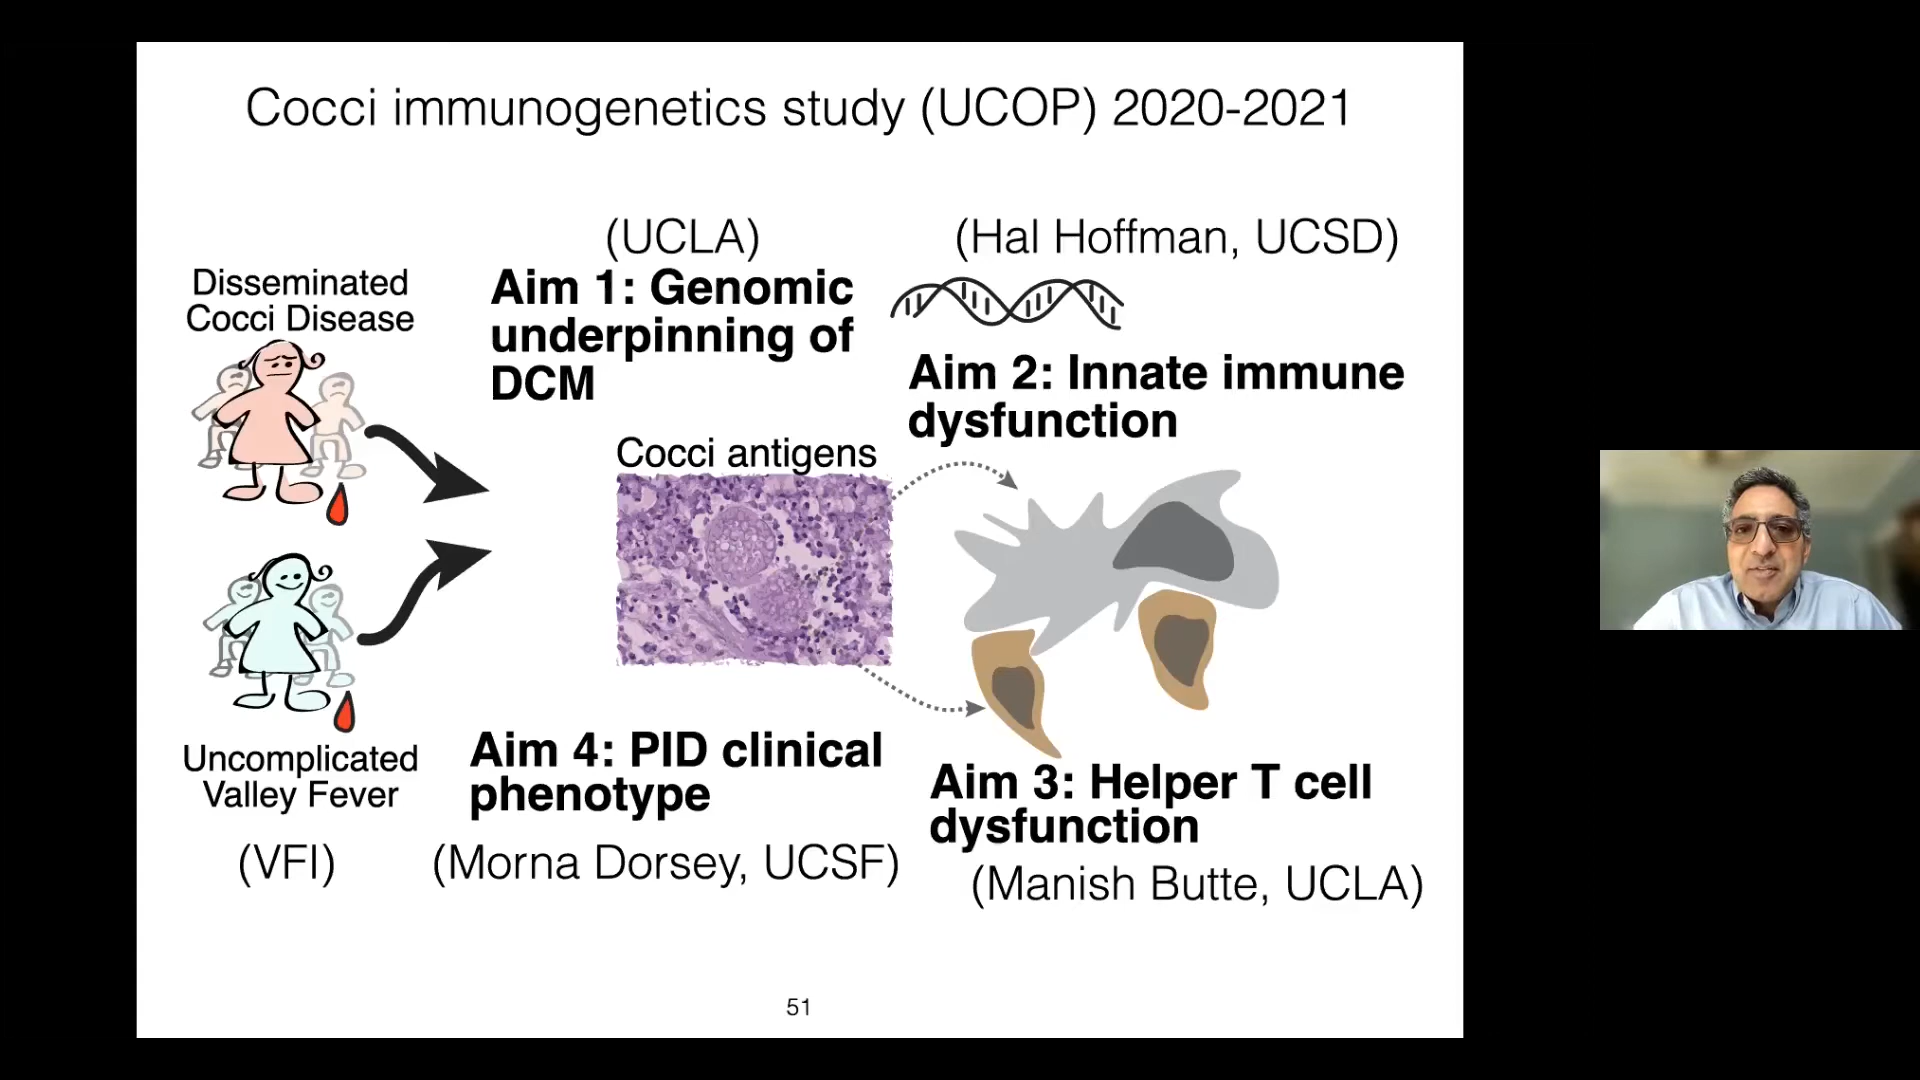 Cocci immunogenetics study (UCOP) 2020-2021
(UCLA)
(Hal Hoffman, UCSD)
Disseminated
Cocci Disease
Aim 1: Genomic
underpinning of
DCM
Aim 2: Innate immune
dysfunction
Cocci antigens
Uncomplicated
Valley Fever
(VFI)
Aim 4: PID clinical
phenotype
(Morna Dorsey, UCSF)
Aim 3: Helper T cell
dysfunction
(Manish Butte, UCLA)
51